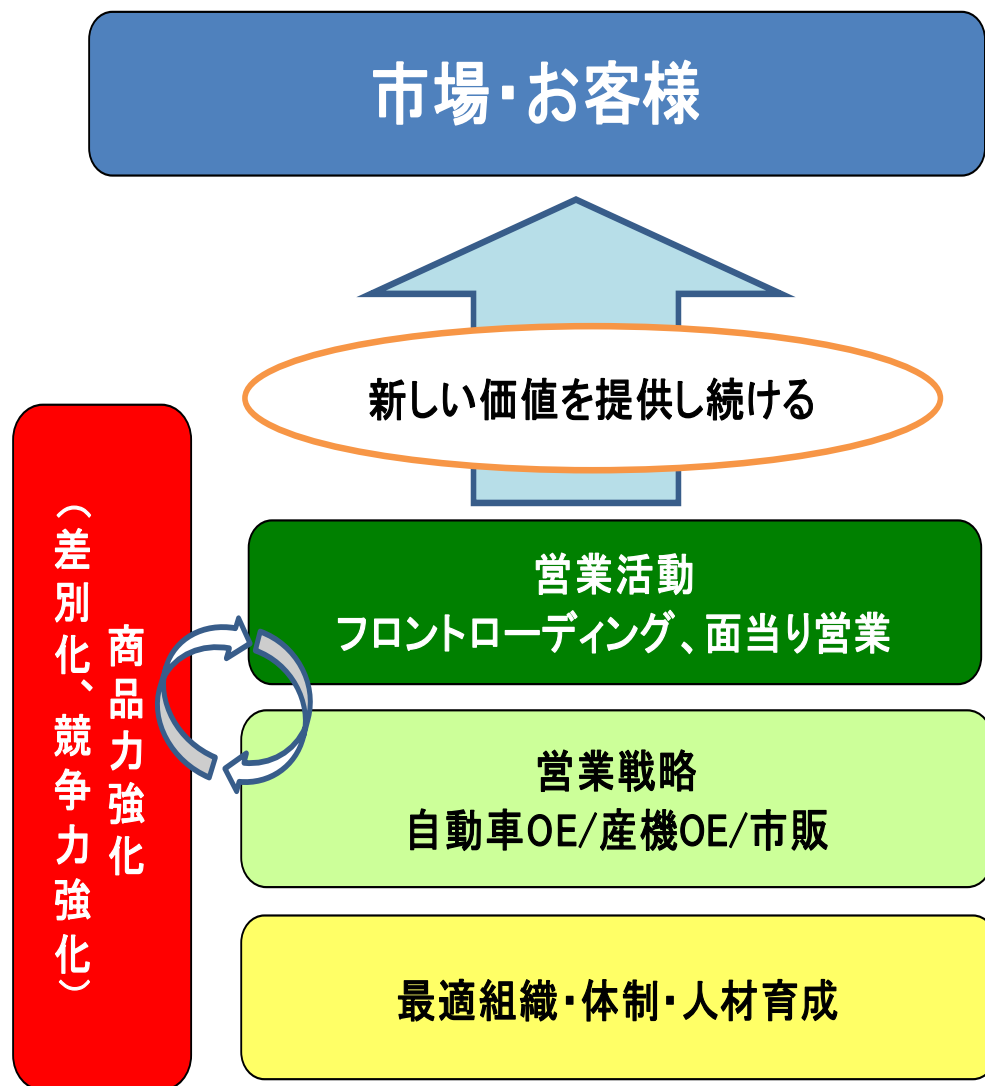 市場・お客様
新しい価値を提供し続ける
商品力強化
（差別化、競争力強化）
営業活動
フロントローディング、面当り営業
営業戦略
自動車OE/産機OE/市販
最適組織・体制・人材育成